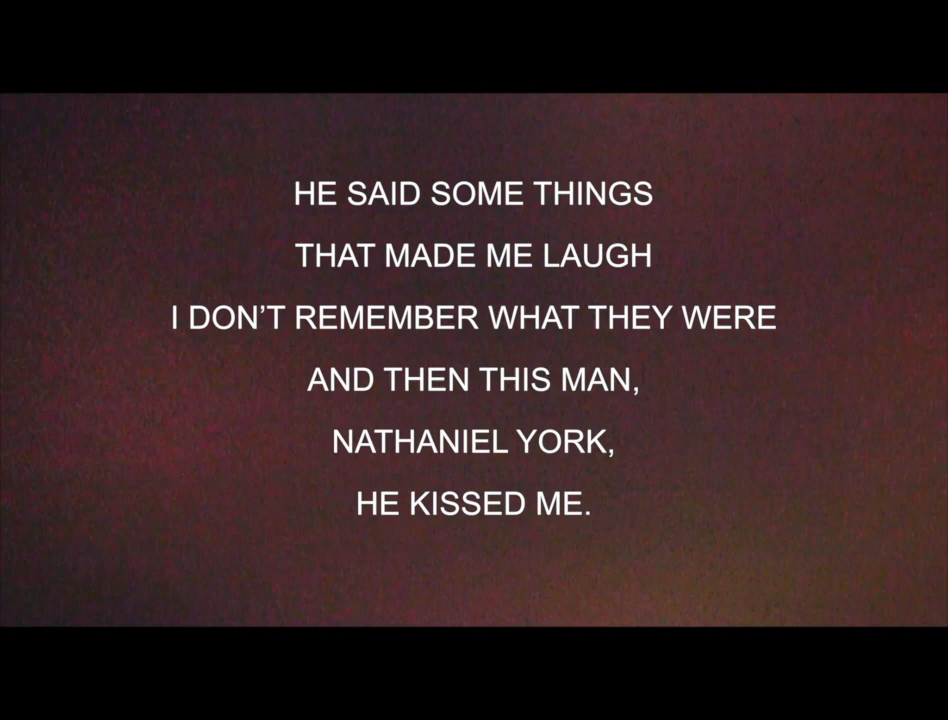 HE SAID SOME THINGS
THAT MADE ME LAUGH
I DON’T REMEMBER WHAT THEY WERE
AND THEN THIS MAN,
NATHANIEL YORK,
HE KISSED ME.